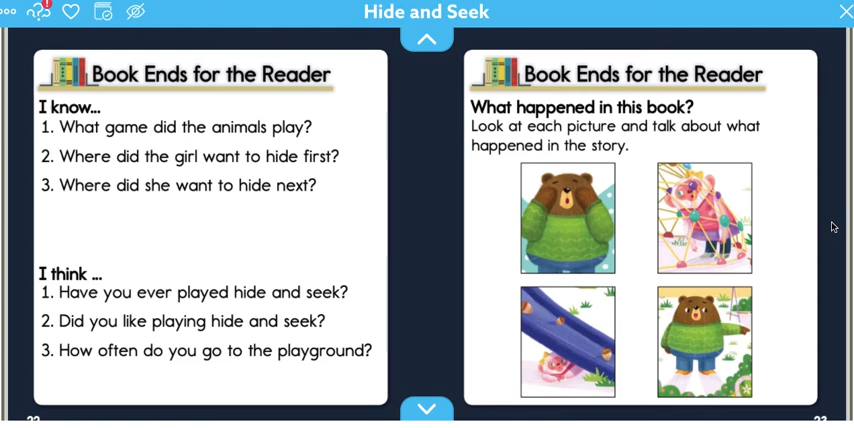 Hide and Seek
Book Ends for the Reader
I know...
1. What game did the animals play?
2. Where did the girl want to hide first?
3. Where did she want to hide next?
I think ...
1. Have you ever played hide and seek?
2. Did you like playing hide and seek?
3. How often do you go to the playground?
Book Ends for the Reader
What happened in this book?
Look at each picture and talk about what
happened in the story.